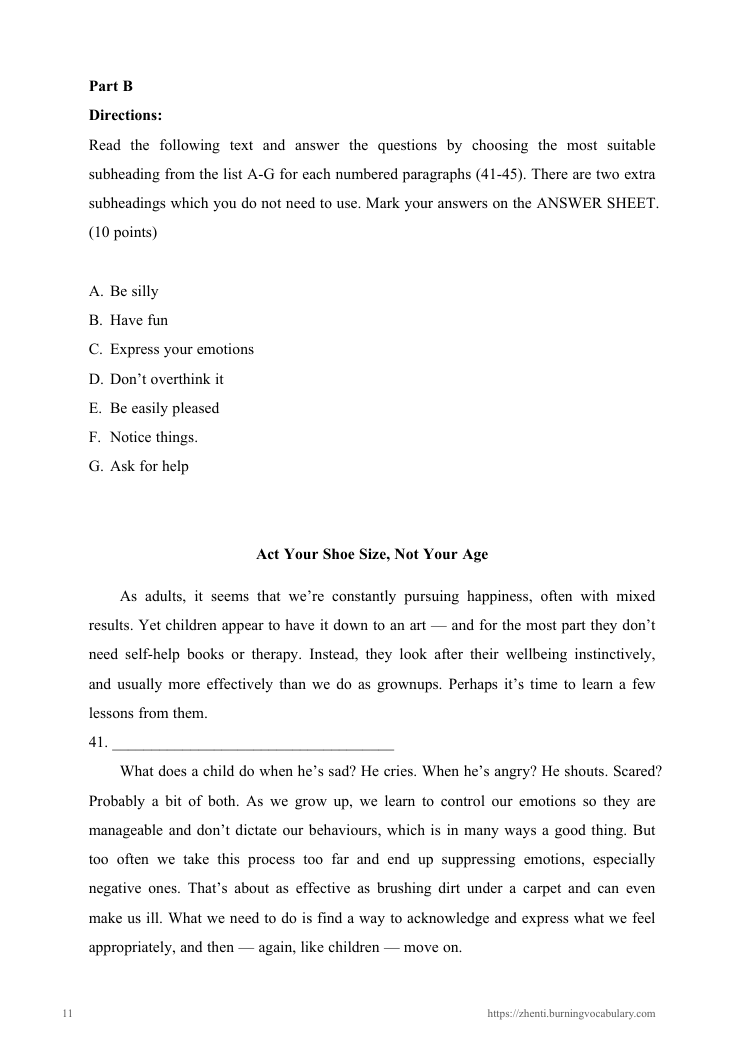 Part B
Directions:
Read the following text and answer the questions by choosing the most suitable
subheading from the list A-G for each numbered paragraphs (41-45). There are two extra
subheadings which you do not need to use. Mark your answers on the ANSWER SHEET.
(10 points)
A. Be silly
B. Have fun
C. Express your emotions
D. Don’t overthink it
E. Be easily pleased
F. Notice things.
G. Ask for help
Act Your Shoe Size, Not Your Age
As adults, it seems that we’re constantly pursuing happiness, often with mixed
results. Yet children appear to have it down to an art — and for the most part they don’t
need self-help books or therapy. Instead, they look after their wellbeing instinctively,
and usually more effectively than we do as grownups. Perhaps it’s time to learn a few
lessons from them.
41. ____________________________________
What does a child do when he’s sad? He cries. When he’s angry? He shouts. Scared?
Probably a bit of both. As we grow up, we learn to control our emotions so they are
manageable and don’t dictate our behaviours, which is in many ways a good thing. But
too often we take this process too far and end up suppressing emotions, especially
negative ones. That’s about as effective as brushing dirt under a carpet and can even
make us ill. What we need to do is find a way to acknowledge and express what we feel
appropriately, and then — again, like children — move on.
11 https://zhenti.burningvocabulary.com